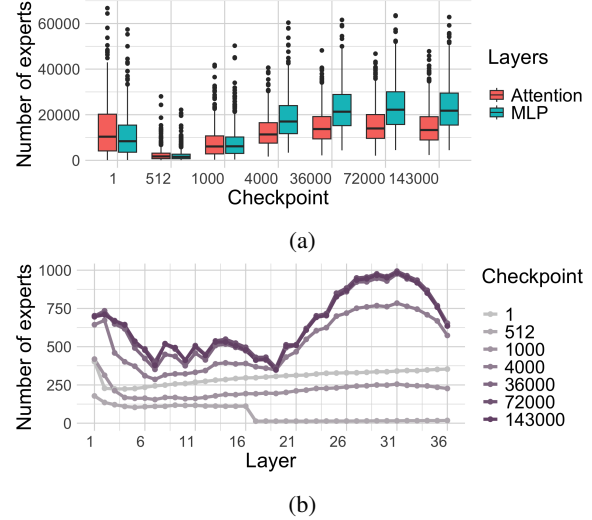 Number of experts
60000
40000
20000
0
1 512 1000 4000 36000 72000 143000
Checkpoint
Layers
Attention
MLP
(a)
Number of experts
1000
750
500
250
0
1 6 11 16 21 26 31 36
Layer
Checkpoint
1
512
1000
4000
36000
72000
143000
(b)